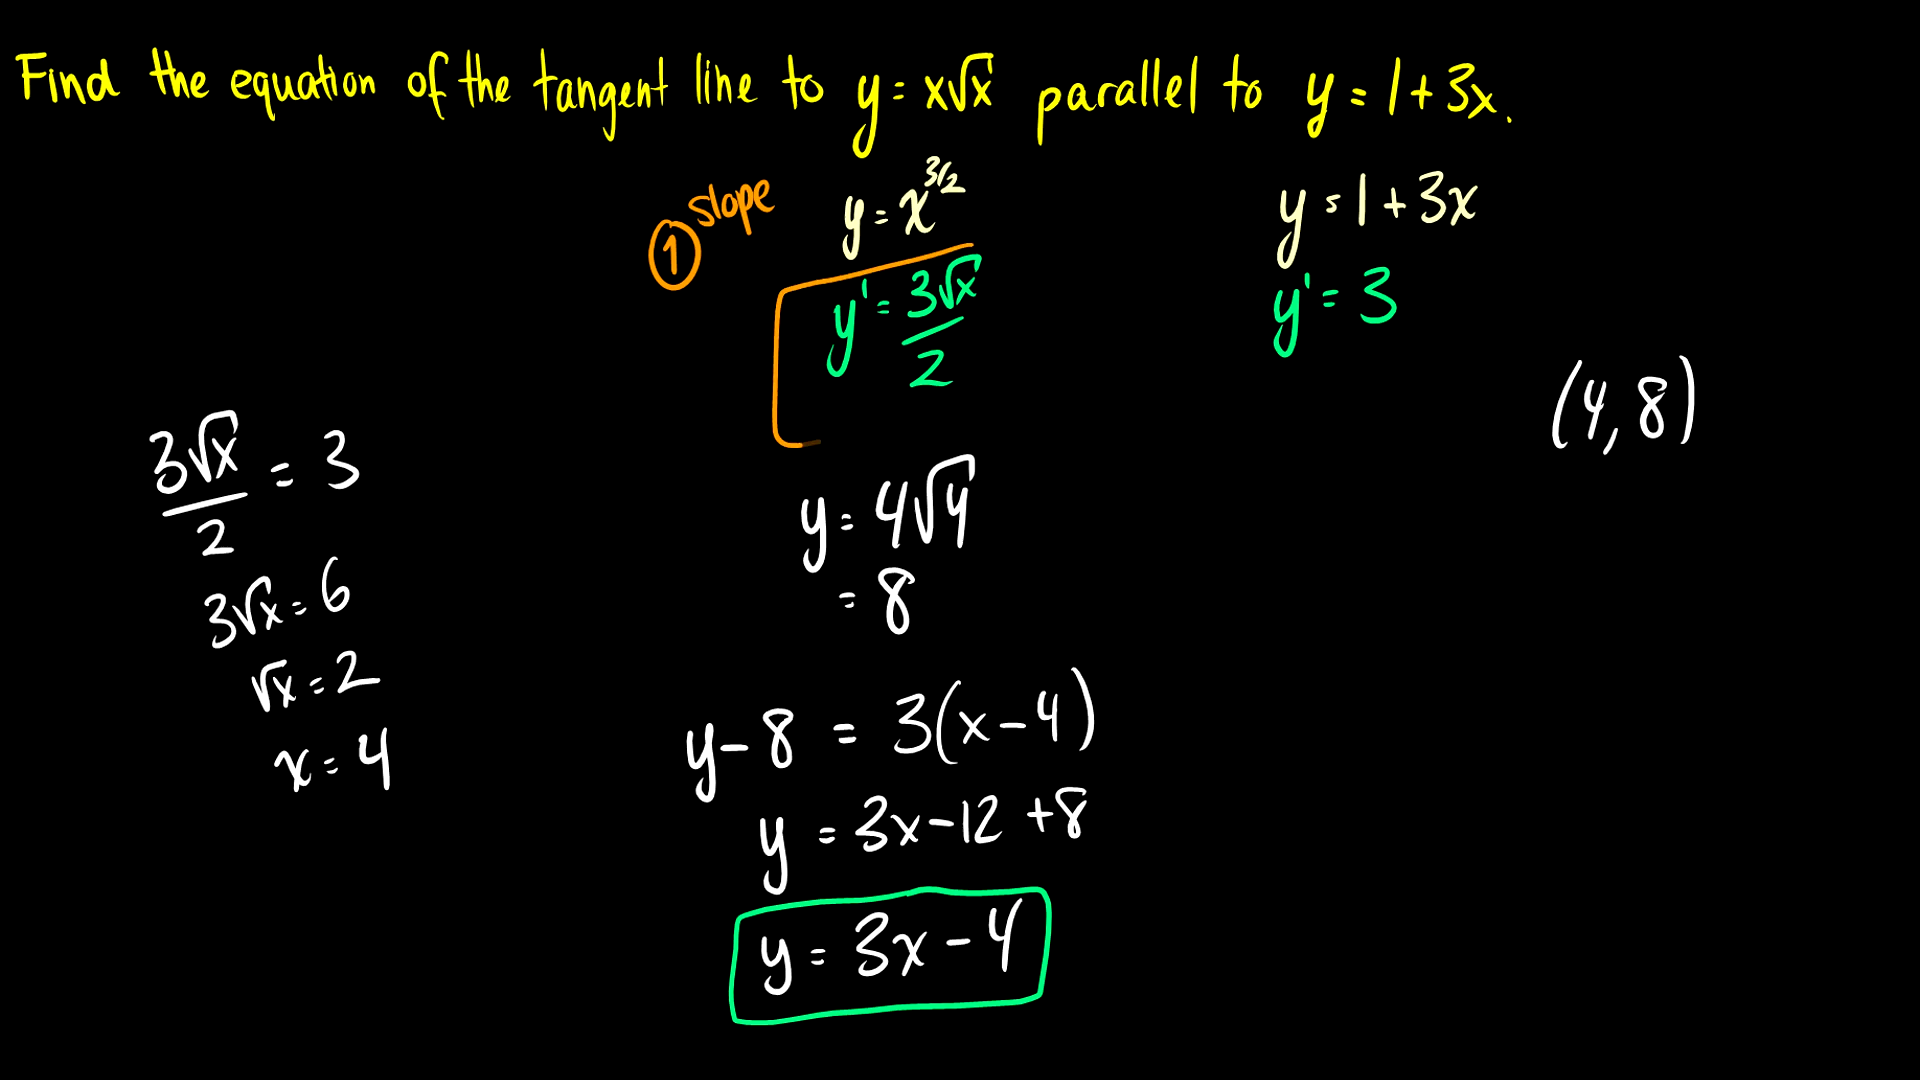 Find the equation of the tangent line to y = x√x parallel to y = 1 + 3x.
① slope
y = x^{3/2}
y' = 3√x / 2
y = 1 + 3x
y' = 3
(4, 8)
3√x / 2 = 3
3√x = 6
√x = 2
x = 4
y = 4√4
= 8
y - 8 = 3(x - 4)
y = 3x - 12 + 8
y = 3x - 4